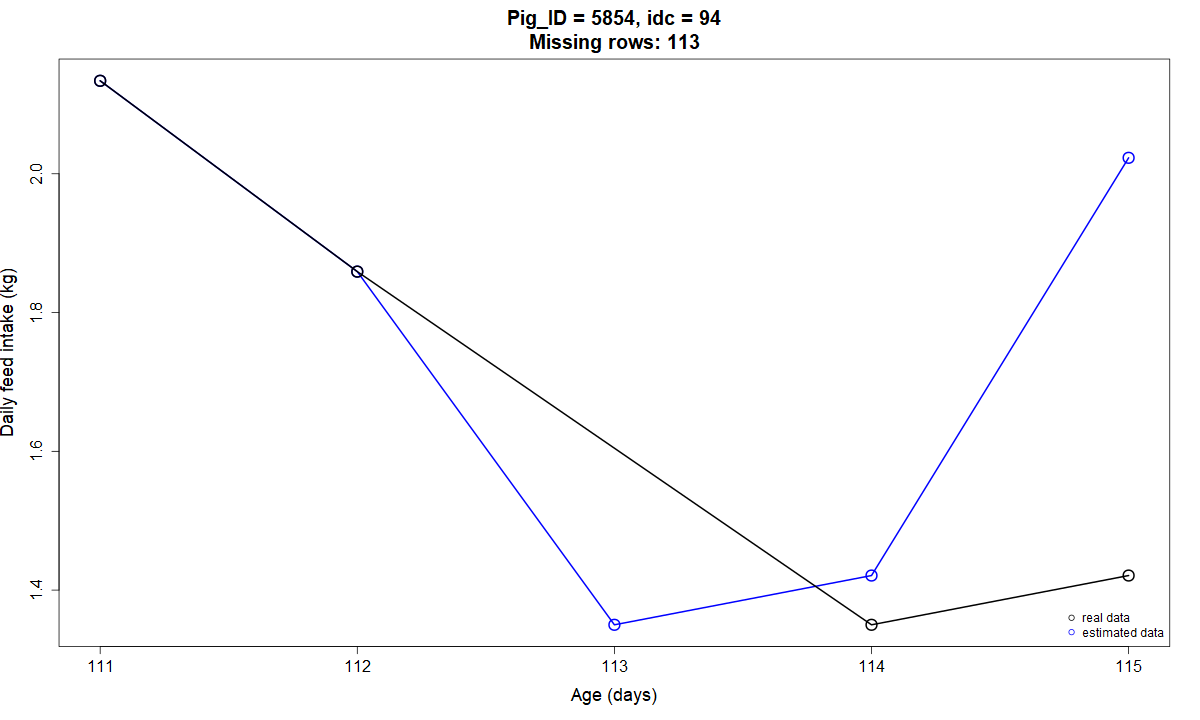 Pig_ID = 5854, idc = 94
Missing rows: 113
Daily feed intake (kg)
2.0
1.8
1.6
1.4
111 112 113 114 115
Age (days)
real data
estimated data